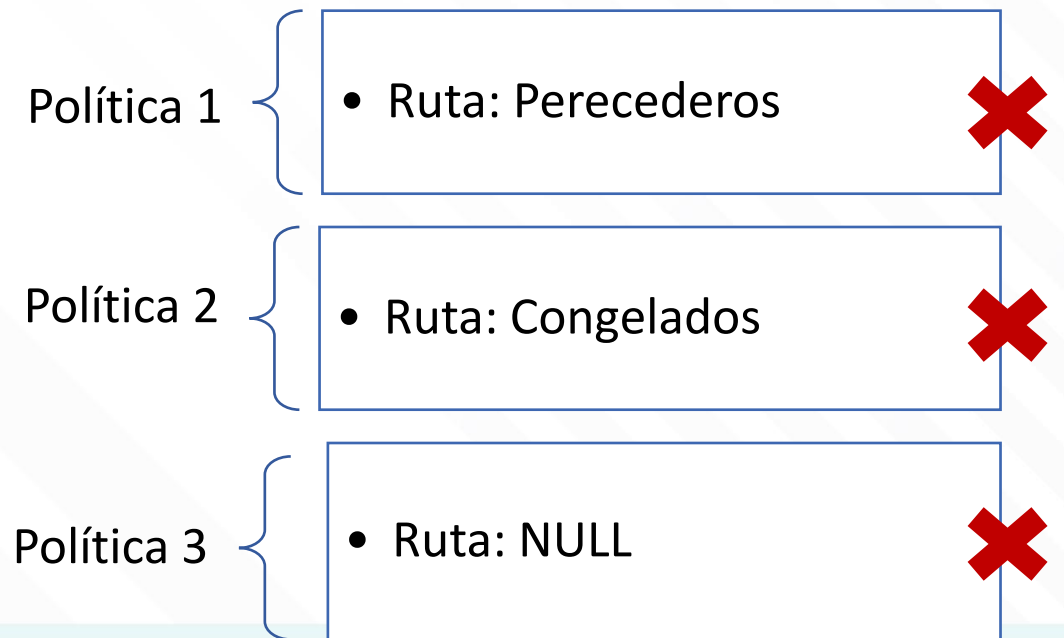 Política 1
• Ruta: Perecederos
Política 2
• Ruta: Congelados
Política 3
• Ruta: NULL